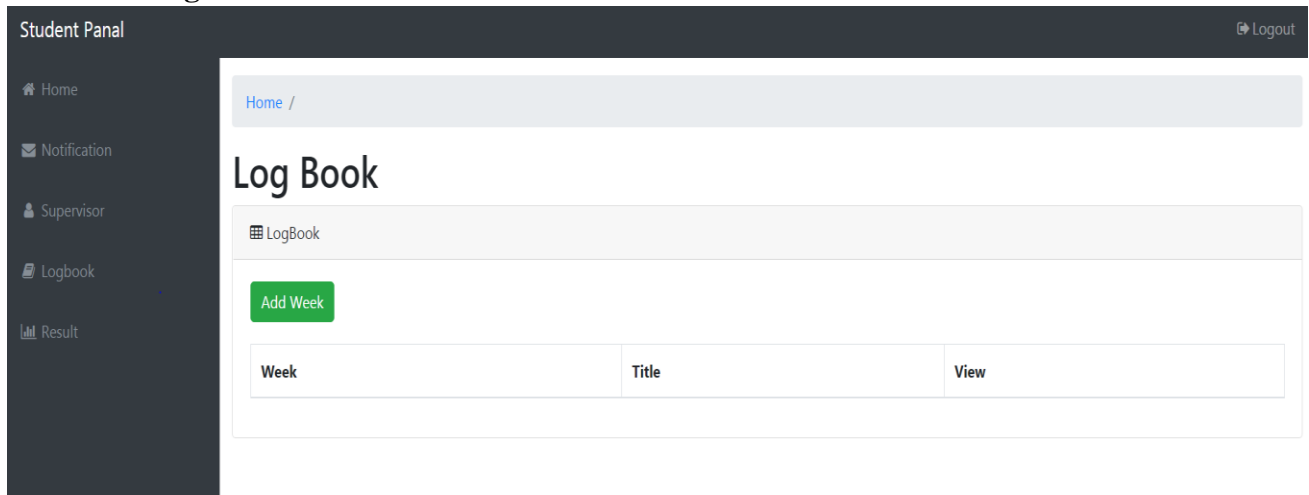 Student Panal
Logout
Home
Notification
Supervisor
Logbook
Result
Home /
Log Book
LogBook
Add Week
Week Title View